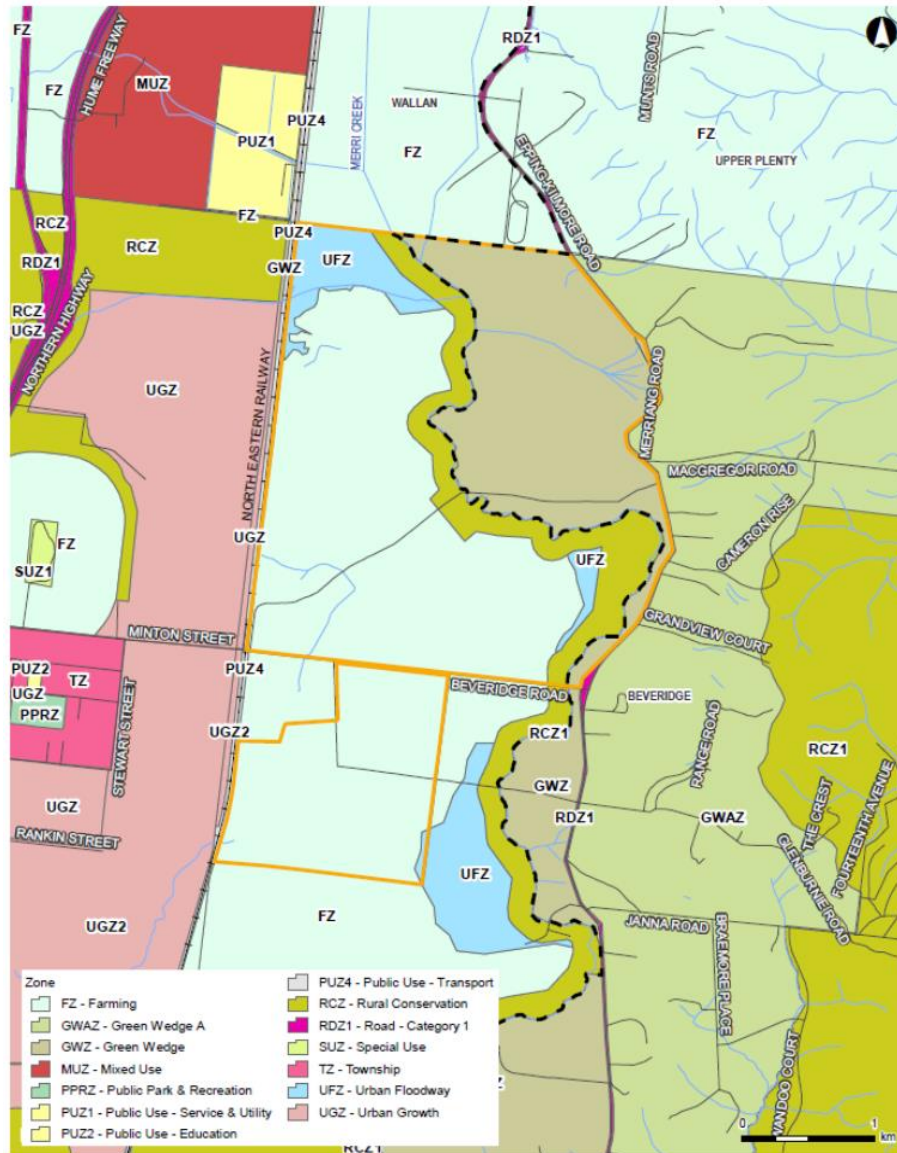 FZ
RDZ1
HUME FREEWAY
MUNTS ROAD
FZ
MUZ
PUZ4
MERRI CREEK
WALLAN
FZ
FZ
PUZ1
EPPING-KILMORE ROAD
UPPER PLENTY
FZ
RCZ
RCZ
PUZ4
RDZ1
GWZ
UFZ
RCZ
UGZ
NORTHERN HIGHWAY
NORTH EASTERN RAILWAY
UGZ
MERRIANG ROAD
MACGREGOR ROAD
CAMERON RISE
FZ
UGZ
UFZ
SUZ1
GRANDVIEW COURT
MINTON STREET
PUZ2
TZ
PUZ4
UGZ
BEVERIDGE ROAD
BEVERIDGE
PPRZ
STEWART STREET
UGZ2
RCZ1
RANGE ROAD
RCZ1
GWZ
UGZ
RDZ1
GWAZ
THE CREST
FOURTEENTH AVENUE
RANKIN STREET
GLENBURNIE ROAD
UFZ
FZ
JANNA ROAD
BRAEMORE PLACE
UGZ2
WANDOO COURT
Zone
FZ - Farming
GWAZ - Green Wedge A
GWZ - Green Wedge
MUZ - Mixed Use
PPRZ - Public Park & Recreation
PUZ1 - Public Use - Service & Utility
PUZ2 - Public Use - Education
PUZ4 - Public Use - Transport
RCZ - Rural Conservation
RDZ1 - Road - Category 1
SUZ - Special Use
TZ - Township
UFZ - Urban Floodway
UGZ - Urban Growth
0 1
km
RCZ1